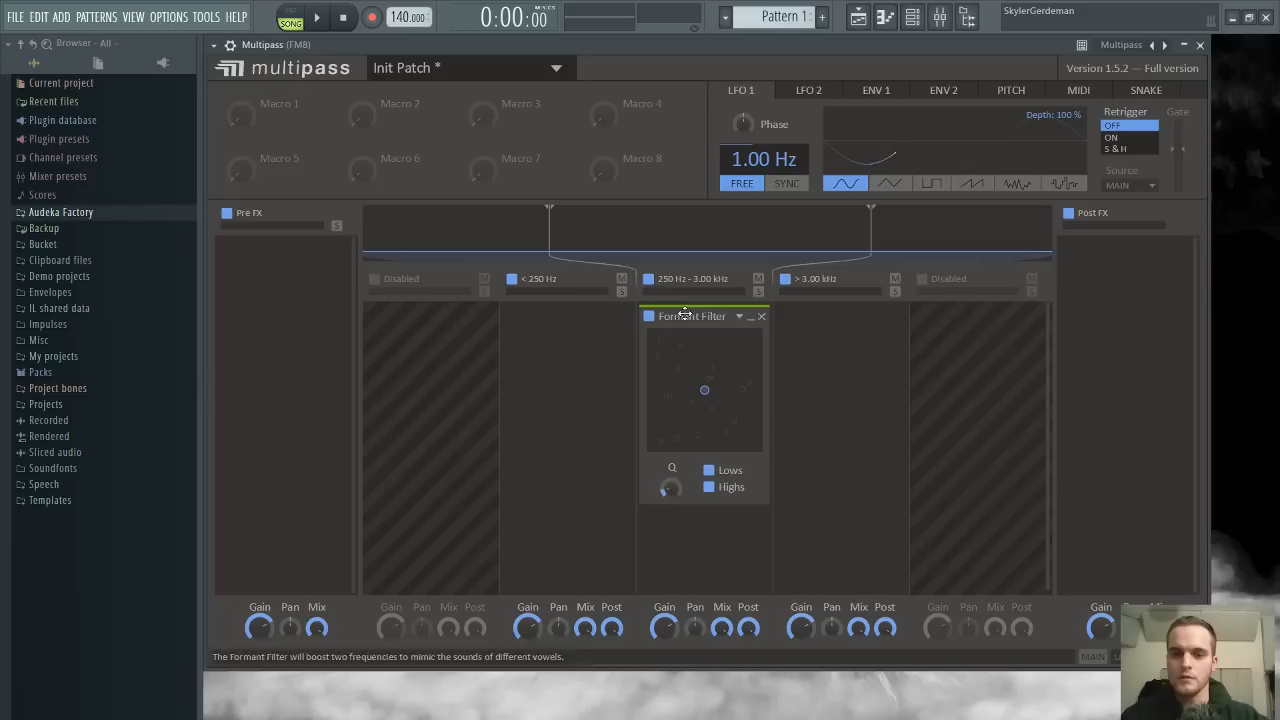 FILE EDIT ADD PATTERNS VIEW OPTIONS TOOLS HELP
SONG
140.000
0:00:00
Pattern 1
+
SkylerGerdeman
Browser - All
Current project
Recent files
Plugin database
Plugin presets
Channel presets
Mixer presets
Scores
Audeka Factory
Backup
Bucket
Clipboard files
Demo projects
Envelopes
IL shared data
Impulses
Misc
My projects
Packs
Project bones
Projects
Recorded
Rendered
Sliced audio
Soundfonts
Speech
Templates
Multipass (FM8)
Multipass
multipass
Init Patch *
Version 1.5.2 — Full version
Macro 1
Macro 2
Macro 3
Macro 4
Macro 5
Macro 6
Macro 7
Macro 8
LFO 1
LFO 2
ENV 1
ENV 2
PITCH
MIDI
SNAKE
Phase
1.00 Hz
FREE
SYNC
Depth: 100 %
Retrigger
OFF
ON
S & H
Source
MAIN
Gate
Pre FX
S
Post FX
Disabled
M
S
< 250 Hz
M
S
250 Hz - 3.00 kHz
M
S
> 3.00 kHz
M
S
Disabled
M
S
Formant Filter
Q
Lows
Highs
Gain Pan Mix
Gain Pan Mix Post
Gain Pan Mix Post
Gain Pan Mix Post
Gain Pan Mix Post
Gain Pan Mix Post
Gain
The Formant Filter will boost two frequencies to mimic the sounds of different vowels.
MAIN